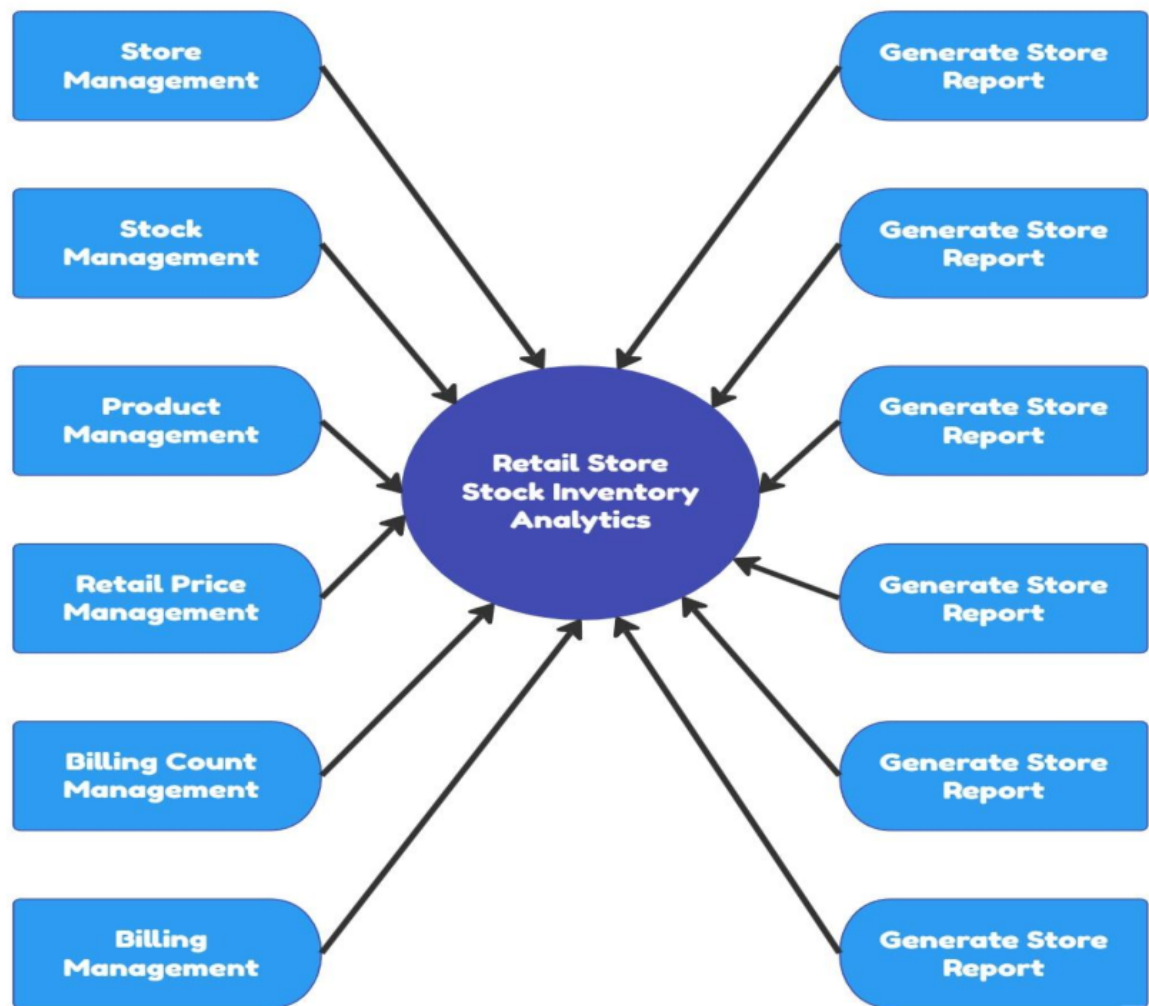 Store
Management
Generate Store
Report
Stock
Management
Generate Store
Report
Product
Management
Generate Store
Report
Retail Store
Stock Inventory
Analytics
Retail Price
Management
Generate Store
Report
Billing Count
Management
Generate Store
Report
Billing
Management
Generate Store
Report